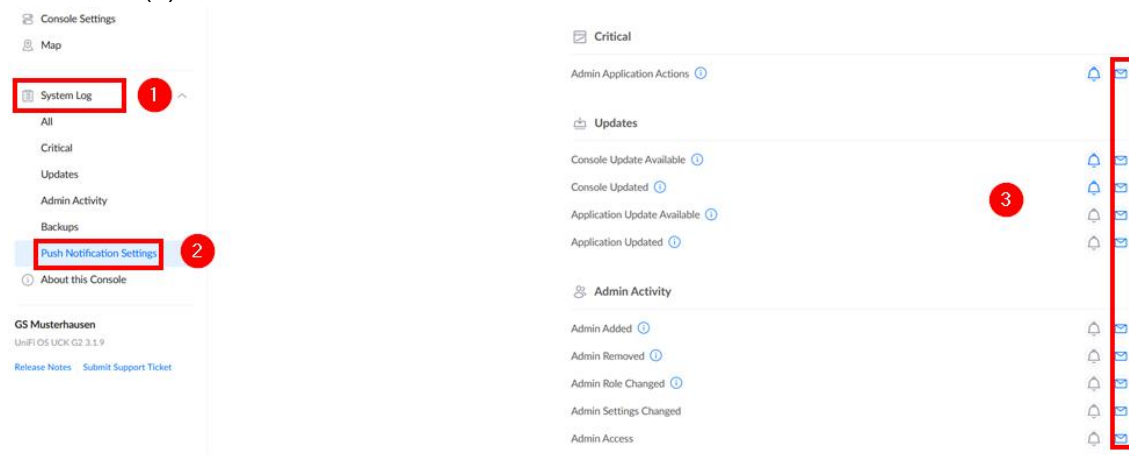 Console Settings
Map
System Log
1
All
Critical
Updates
Admin Activity
Backups
Push Notification Settings
2
About this Console
GS Musterhausen
UniFi OS UCK G2 3.1.9
Release Notes Submit Support Ticket
Critical
Admin Application Actions
Updates
Console Update Available
Console Updated
3
Application Update Available
Application Updated
Admin Activity
Admin Added
Admin Removed
Admin Role Changed
Admin Settings Changed
Admin Access